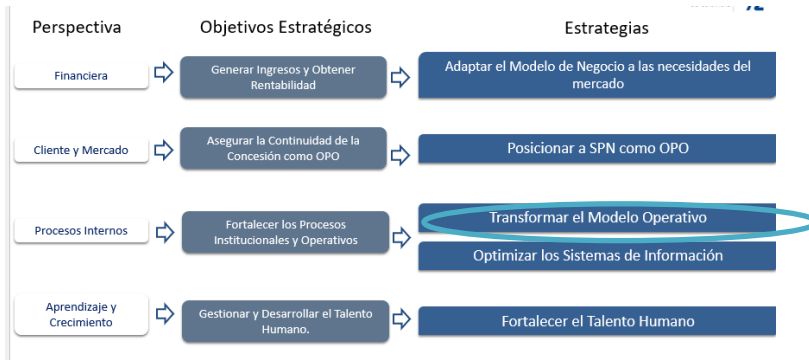 Perspectiva
Objetivos Estratégicos
Estrategias
Financiera
Generar Ingresos y Obtener
Rentabilidad
Adaptar el Modelo de Negocio a las necesidades del
mercado
Cliente y Mercado
Asegurar la Continuidad de la
Concesión como OPO
Posicionar a SPN como OPO
Procesos Internos
Fortalecer los Procesos
Institucionales y Operativos
Transformar el Modelo Operativo
Optimizar los Sistemas de Información
Aprendizaje y
Crecimiento
Gestionar y Desarrollar el Talento
Humano.
Fortalecer el Talento Humano